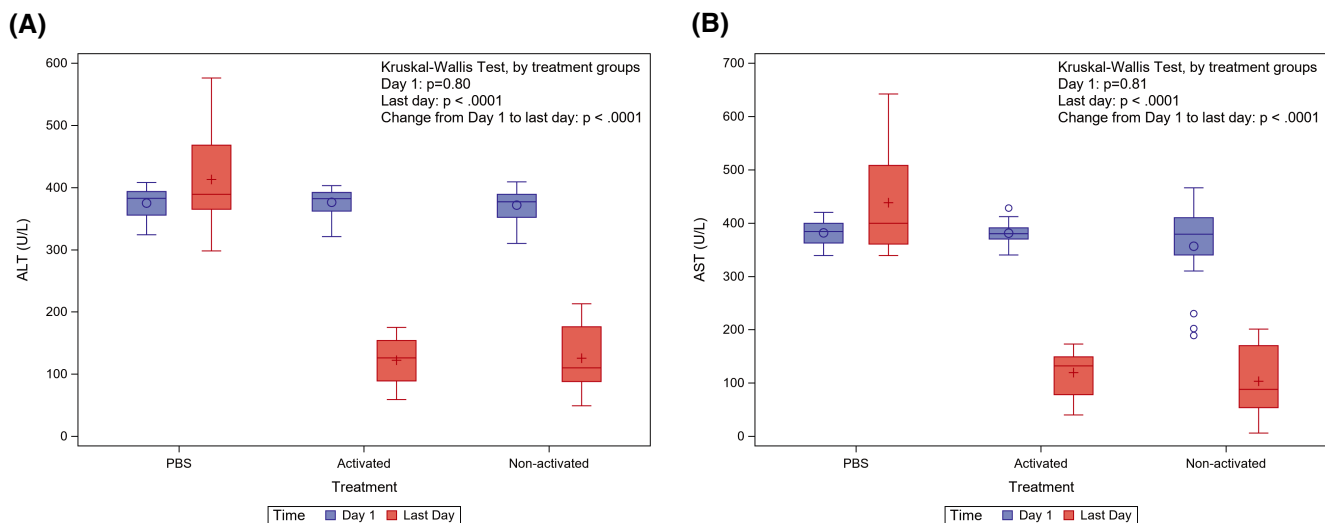 (A)
Kruskal-Wallis Test, by treatment groups
Day 1: p=0.80
Last day: p < .0001
Change from Day 1 to last day: p < .0001
600
500
400
300
200
100
0
ALT (U/L)
PBS Activated Non-activated
Treatment
Time Day 1 Last Day
(B)
Kruskal-Wallis Test, by treatment groups
Day 1: p=0.81
Last day: p < .0001
Change from Day 1 to last day: p < .0001
700
600
500
400
300
200
100
0
AST (U/L)
PBS Activated Non-activated
Treatment
Time Day 1 Last Day